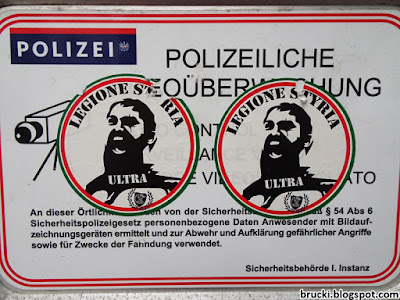 POLIZEI
POLIZEILICHE
EOÜBER
CHUNG
LEGIONE STYRIA
ULTRA
LEGIONE STYRIA
ULTRA
An dieser Örtlich
von der Sicherheits
§ 54 Abs 6
Sicherheitspolizeigesetz personenbezogene Daten Anwesender mit Bildauf-
zeichnungsgeräten ermittelt und zur Abwehr und Aufklärung gefährlicher Angriffe
sowie für Zwecke der Fahndung verwendet.
Sicherheitsbehörde I. Instanz
brucki.blogspot.com